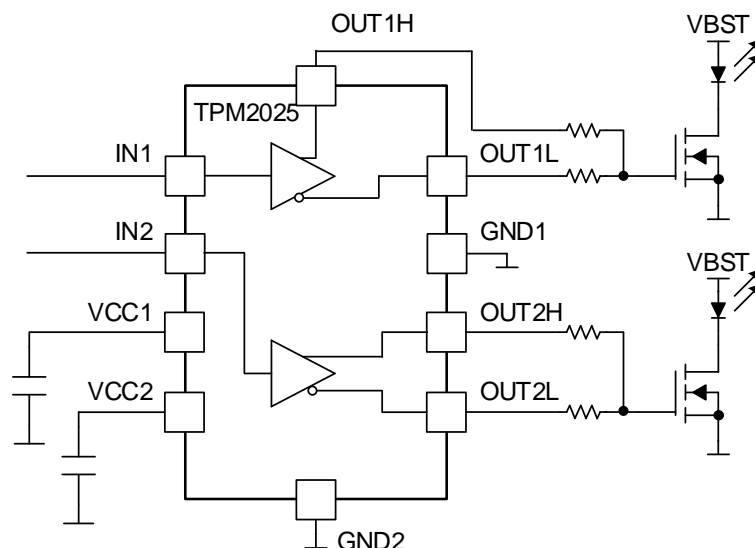 OUT1H
VBST
TPM2025
IN1
OUT1L
IN2
GND1
VBST
VCC1
OUT2H
VCC2
OUT2L
GND2